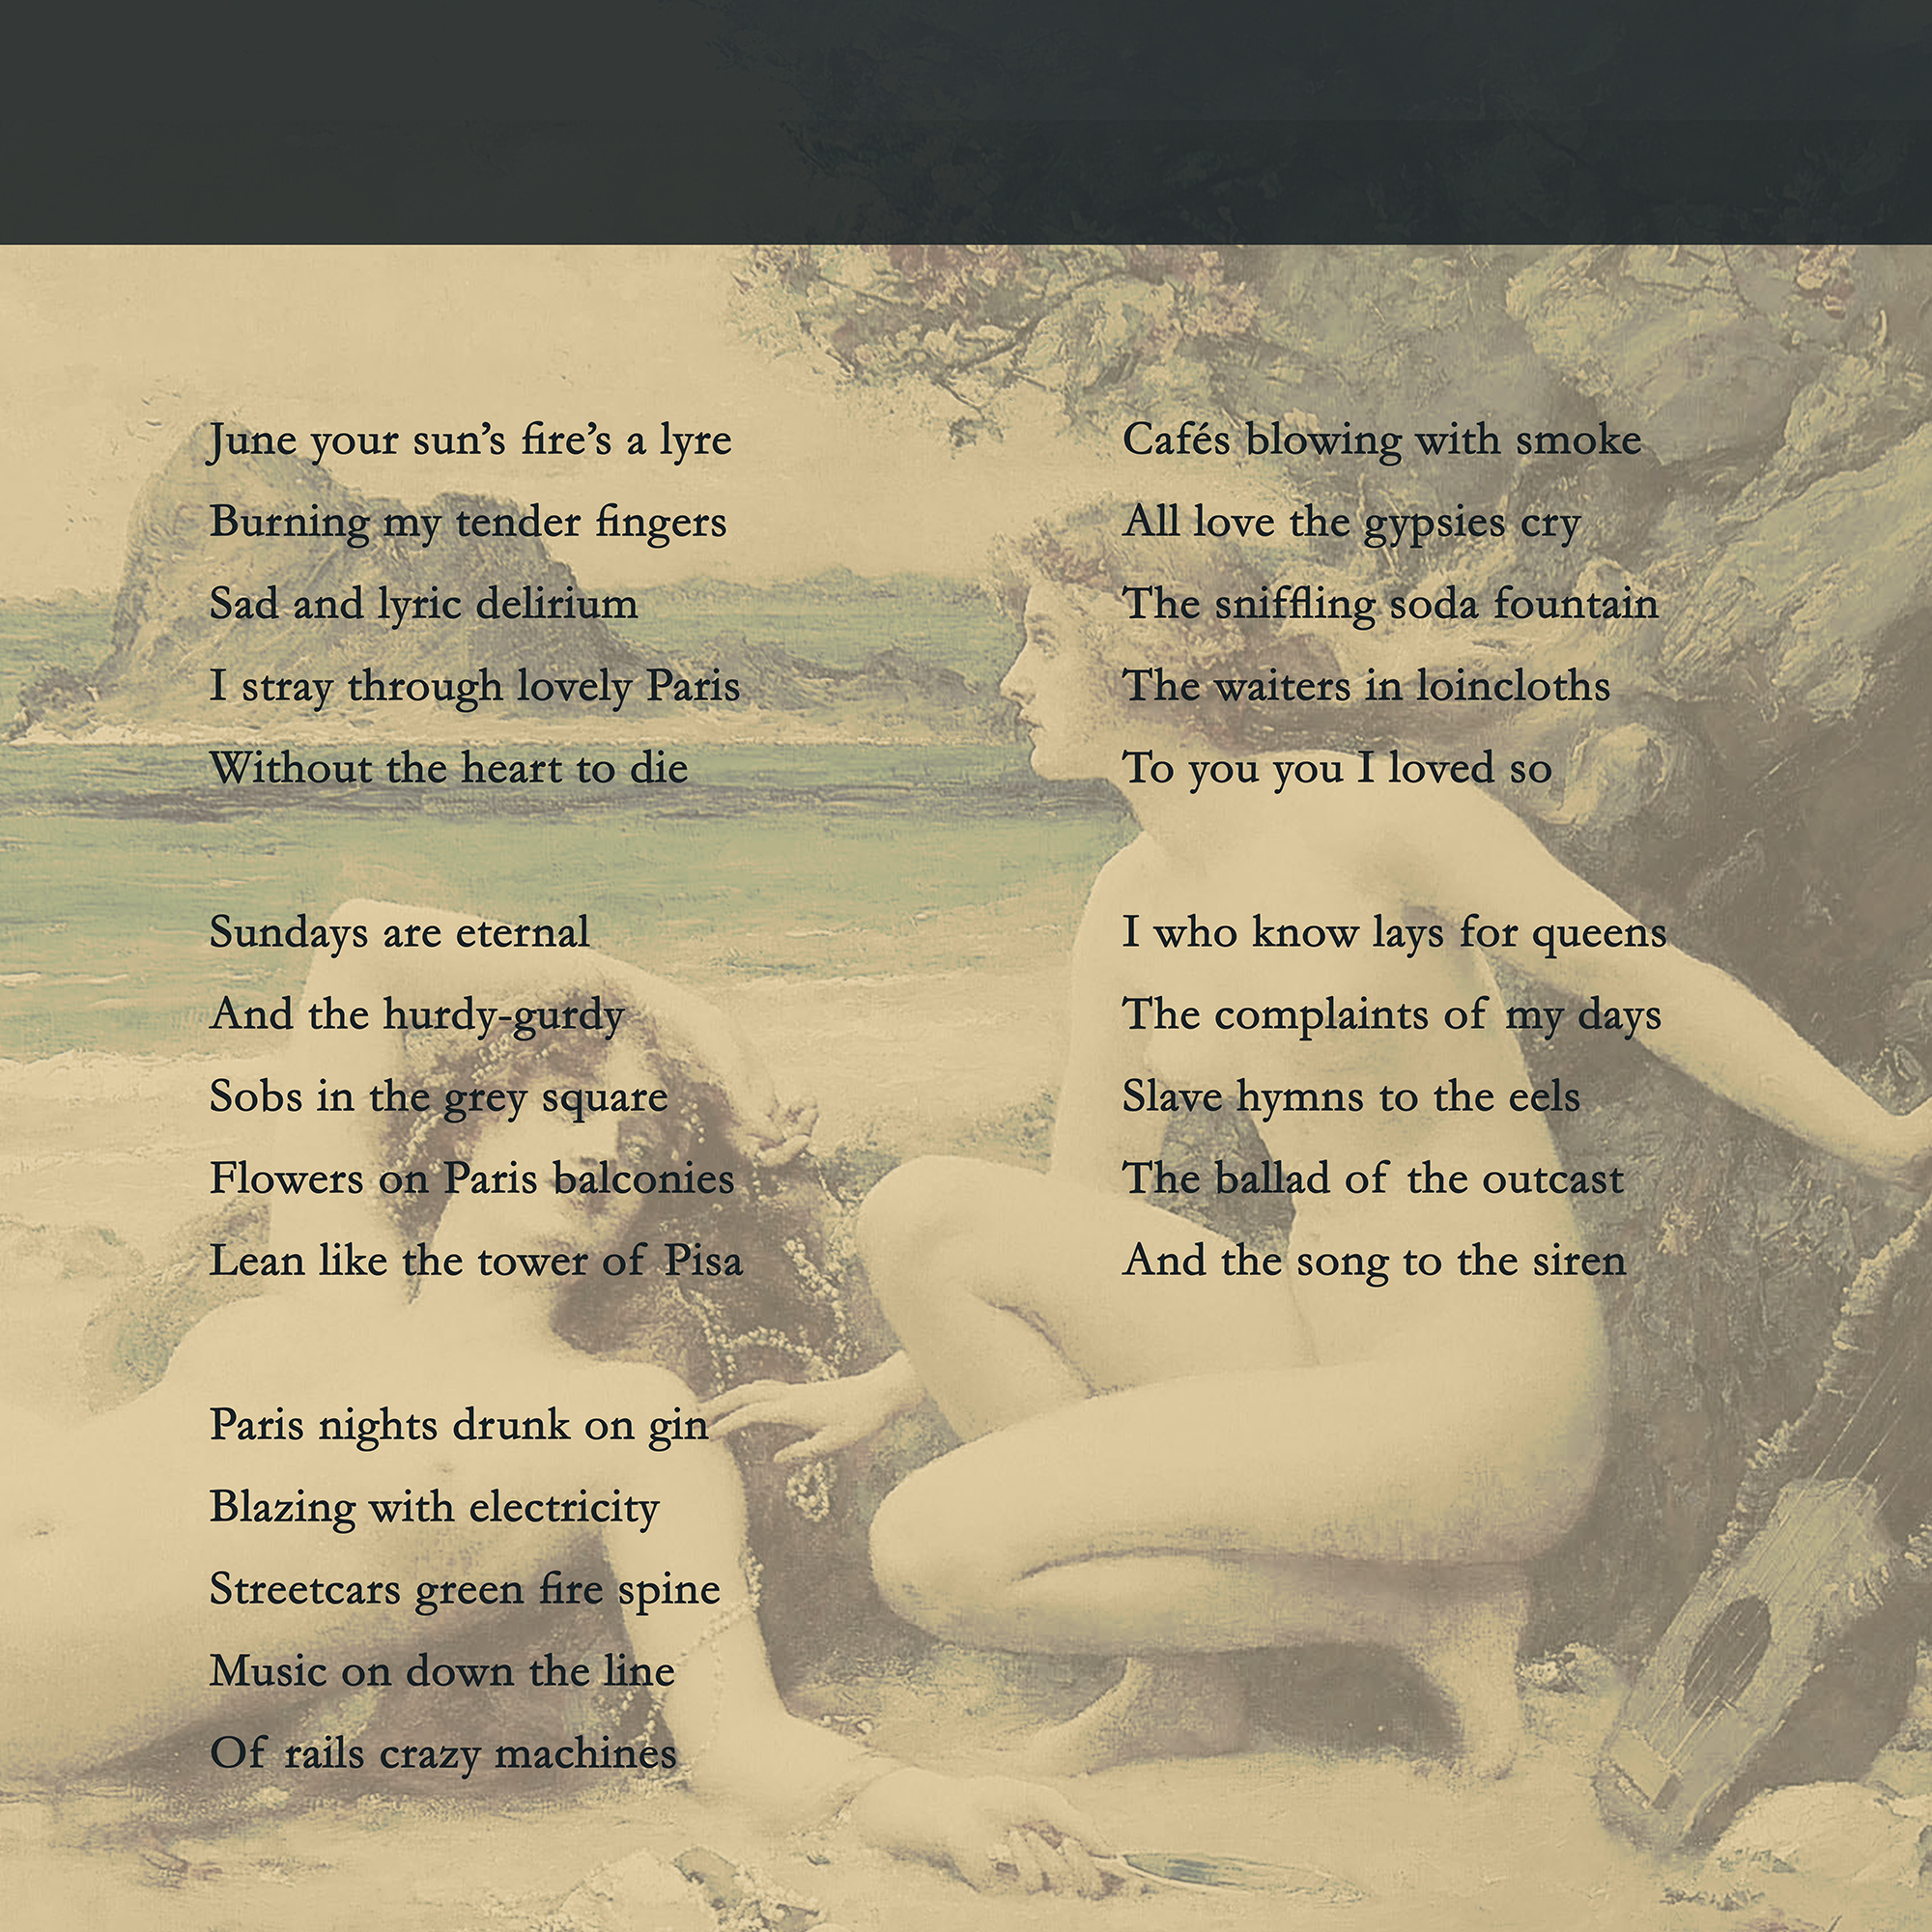 June your sun’s fire’s a lyre
Burning my tender fingers
Sad and lyric delirium
I stray through lovely Paris
Without the heart to die
Sundays are eternal
And the hurdy-gurdy
Sobs in the grey square
Flowers on Paris balconies
Lean like the tower of Pisa
Paris nights drunk on gin
Blazing with electricity
Streetcars green fire spine
Music on down the line
Of rails crazy machines
Cafés blowing with smoke
All love the gypsies cry
The sniffling soda fountain
The waiters in loincloths
To you you I loved so
I who know lays for queens
The complaints of my days
Slave hymns to the eels
The ballad of the outcast
And the song to the siren